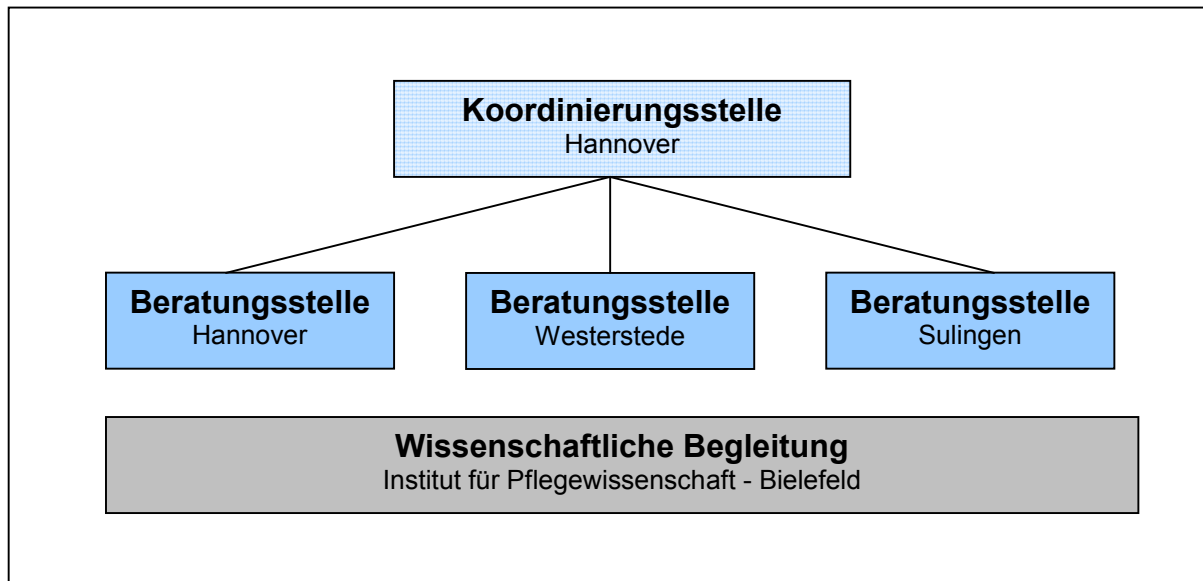 Koordinierungsstelle
Hannover
Beratungsstelle
Hannover
Beratungsstelle
Westerstede
Beratungsstelle
Sulingen
Wissenschaftliche Begleitung
Institut für Pflegewissenschaft - Bielefeld